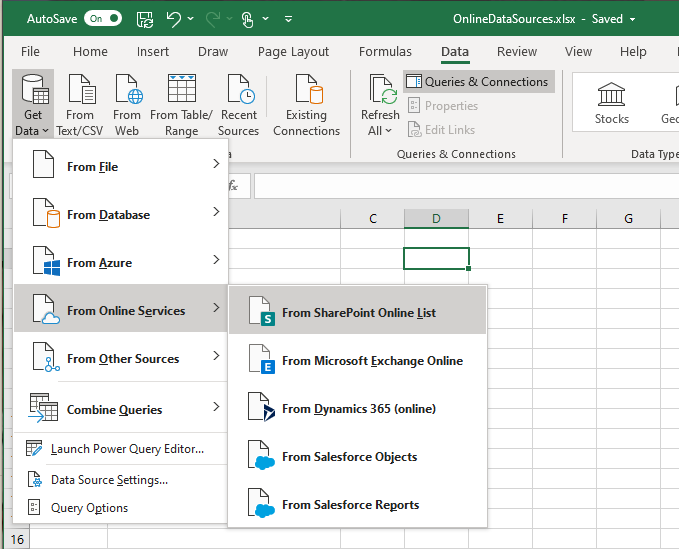 AutoSave On OnlineDataSources.xlsx - Saved
File Home Insert Draw Page Layout Formulas Data Review View Help
Get Data
From Text/CSV
From Web
From Table/ Range
Recent Sources
Existing Connections
Refresh All
Queries & Connections
Properties
Edit Links
Queries & Connections
Stocks
Data Type
fx
C D E F G
From File
From Database
From Azure
From Online Services
From Other Sources
Combine Queries
Launch Power Query Editor...
Data Source Settings...
Query Options
From SharePoint Online List
From Microsoft Exchange Online
From Dynamics 365 (online)
From Salesforce Objects
From Salesforce Reports
16